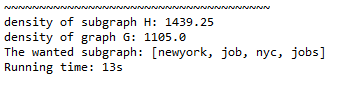 ~~~~~~~~~~~~~~~~~~~~~~~~~~~~~~~~~~~~~~
density of subgraph H: 1439.25
density of graph G: 1105.0
The wanted subgraph: [newyork, job, nyc, jobs]
Running time: 13s